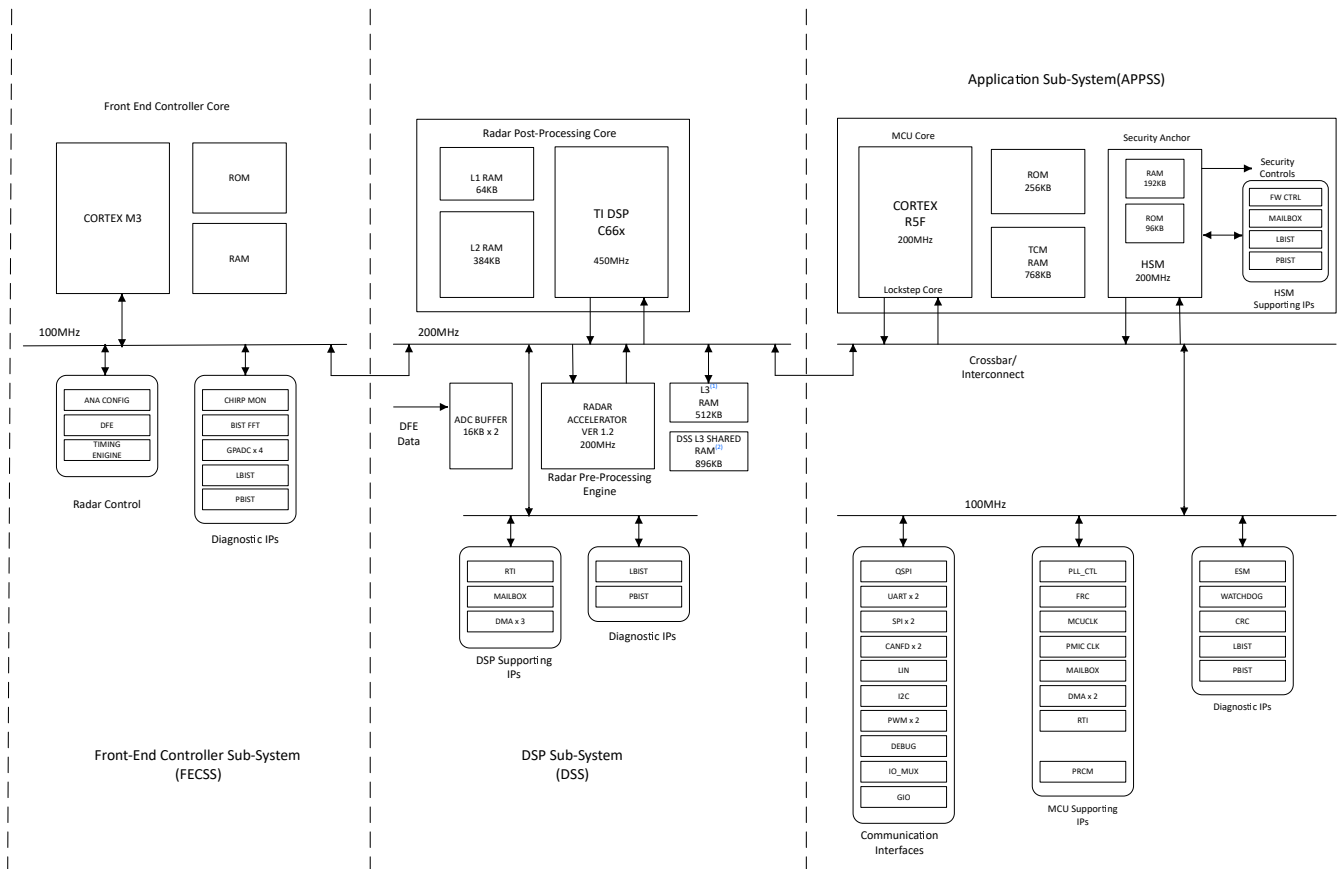 Front End Controller Core
CORTEX M3
ROM
RAM
100MHz
ANA CONFIG
DFE
TIMING
ENIGINE
Radar Control
CHIRP MON
BIST FFT
GPADC x 4
LBIST
PBIST
Diagnostic IPs
Front-End Controller Sub-System
(FECSS)
Radar Post-Processing Core
L1 RAM
64KB
L2 RAM
384KB
TI DSP
C66x
450MHz
200MHz
DFE
Data
ADC BUFFER
16KB x 2
RADAR
ACCELERATOR
VER 1.2
200MHz
Radar Pre-Processing
Engine
L3(1)
RAM
512KB
DSS L3 SHARED
RAM(2)
896KB
RTI
MAILBOX
DMA x 3
DSP Supporting
IPs
LBIST
PBIST
Diagnostic IPs
DSP Sub-System
(DSS)
Application Sub-System(APPSS)
MCU Core
CORTEX
R5F
200MHz
Lockstep Core
ROM
256KB
TCM
RAM
768KB
Security Anchor
RAM
192KB
ROM
96KB
HSM
200MHz
Security
Controls
FW CTRL
MAILBOX
LBIST
PBIST
HSM
Supporting IPs
Crossbar/
Interconnect
100MHz
QSPI
UART x 2
SPI x 2
CANFD x 2
LIN
I2C
PWM x 2
DEBUG
IO_MUX
GIO
Communication
Interfaces
PLL_CTL
FRC
MCUCLK
PMIC CLK
MAILBOX
DMA x 2
RTI
PRCM
MCU Supporting
IPs
ESM
WATCHDOG
CRC
LBIST
PBIST
Diagnostic IPs